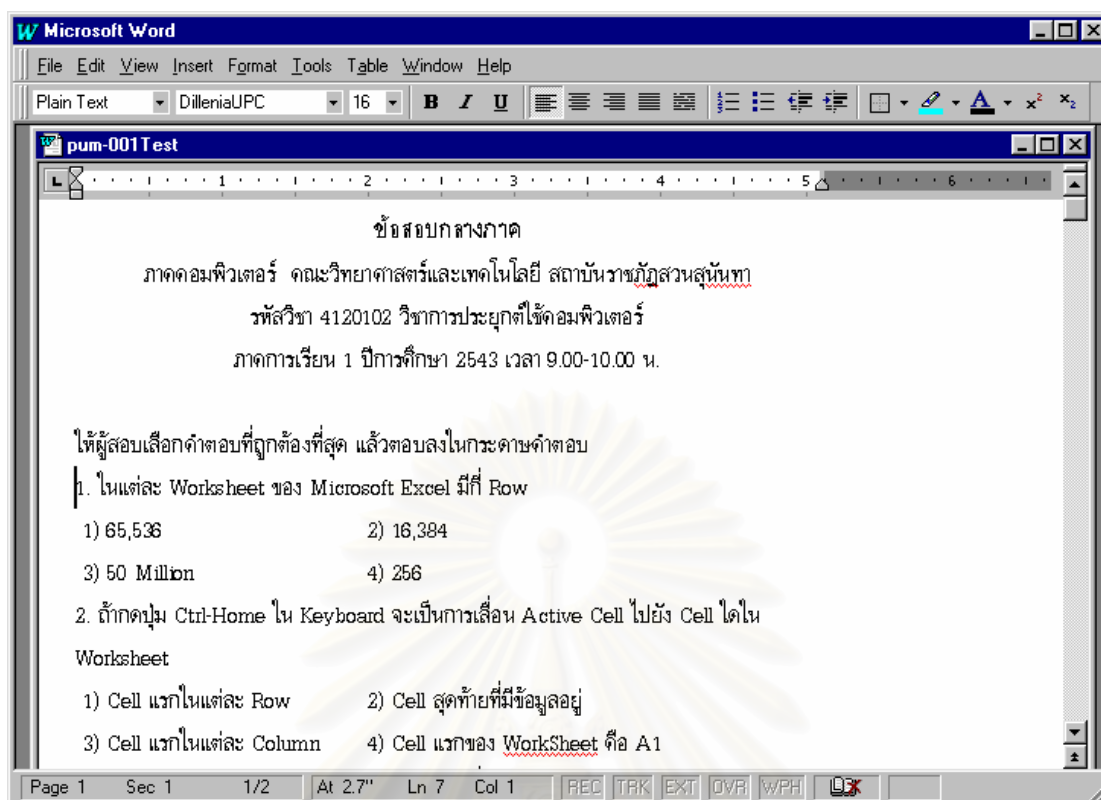 Microsoft Word
File Edit View Insert Format Tools Table Window Help
Plain Text DilleniaUPC 16 B I U A x² x₂
pum-001Test
1 2 3 4 5 6
ข้อสอบกลางภาค
ภาคคอมพิวเตอร์ คณะวิทยาศาสตร์และเทคโนโลยี สถาบันราชภัฏสวนสุนันทา
รหัสวิชา 4120102 วิชาการประยุกต์ใช้คอมพิวเตอร์
ภาคการเรียน 1 ปีการศึกษา 2543 เวลา 9.00-10.00 น.
ให้ผู้สอบเลือกคำตอบที่ถูกต้องที่สุด แล้วตอบลงในกระดาษคำตอบ
1. ในแต่ละ Worksheet ของ Microsoft Excel มีกี่ Row
1) 65,536 2) 16,384
3) 50 Million 4) 256
2. ถ้ากดปุ่ม Ctrl-Home ใน Keyboard จะเป็นการเลื่อน Active Cell ไปยัง Cell ใดใน
Worksheet
1) Cell แรกในแต่ละ Row 2) Cell สุดท้ายที่มีข้อมูลอยู่
3) Cell แรกในแต่ละ Column 4) Cell แรกของ WorkSheet คือ A1
Page 1 Sec 1 1/2 At 2.7" Ln 7 Col 1 REC TRK EXT OVR WPH